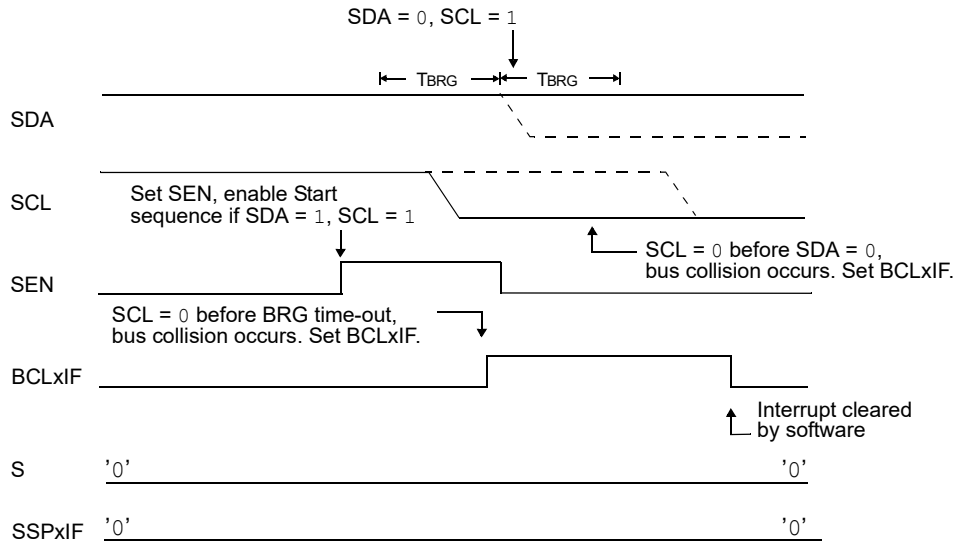 SDA = 0, SCL = 1
TBRG TBRG
SDA
SCL
Set SEN, enable Start
sequence if SDA = 1, SCL = 1
SCL = 0 before SDA = 0,
bus collision occurs. Set BCLxIF.
SEN
SCL = 0 before BRG time-out,
bus collision occurs. Set BCLxIF.
BCLxIF
Interrupt cleared
by software
S '0' '0'
SSPxIF '0' '0'